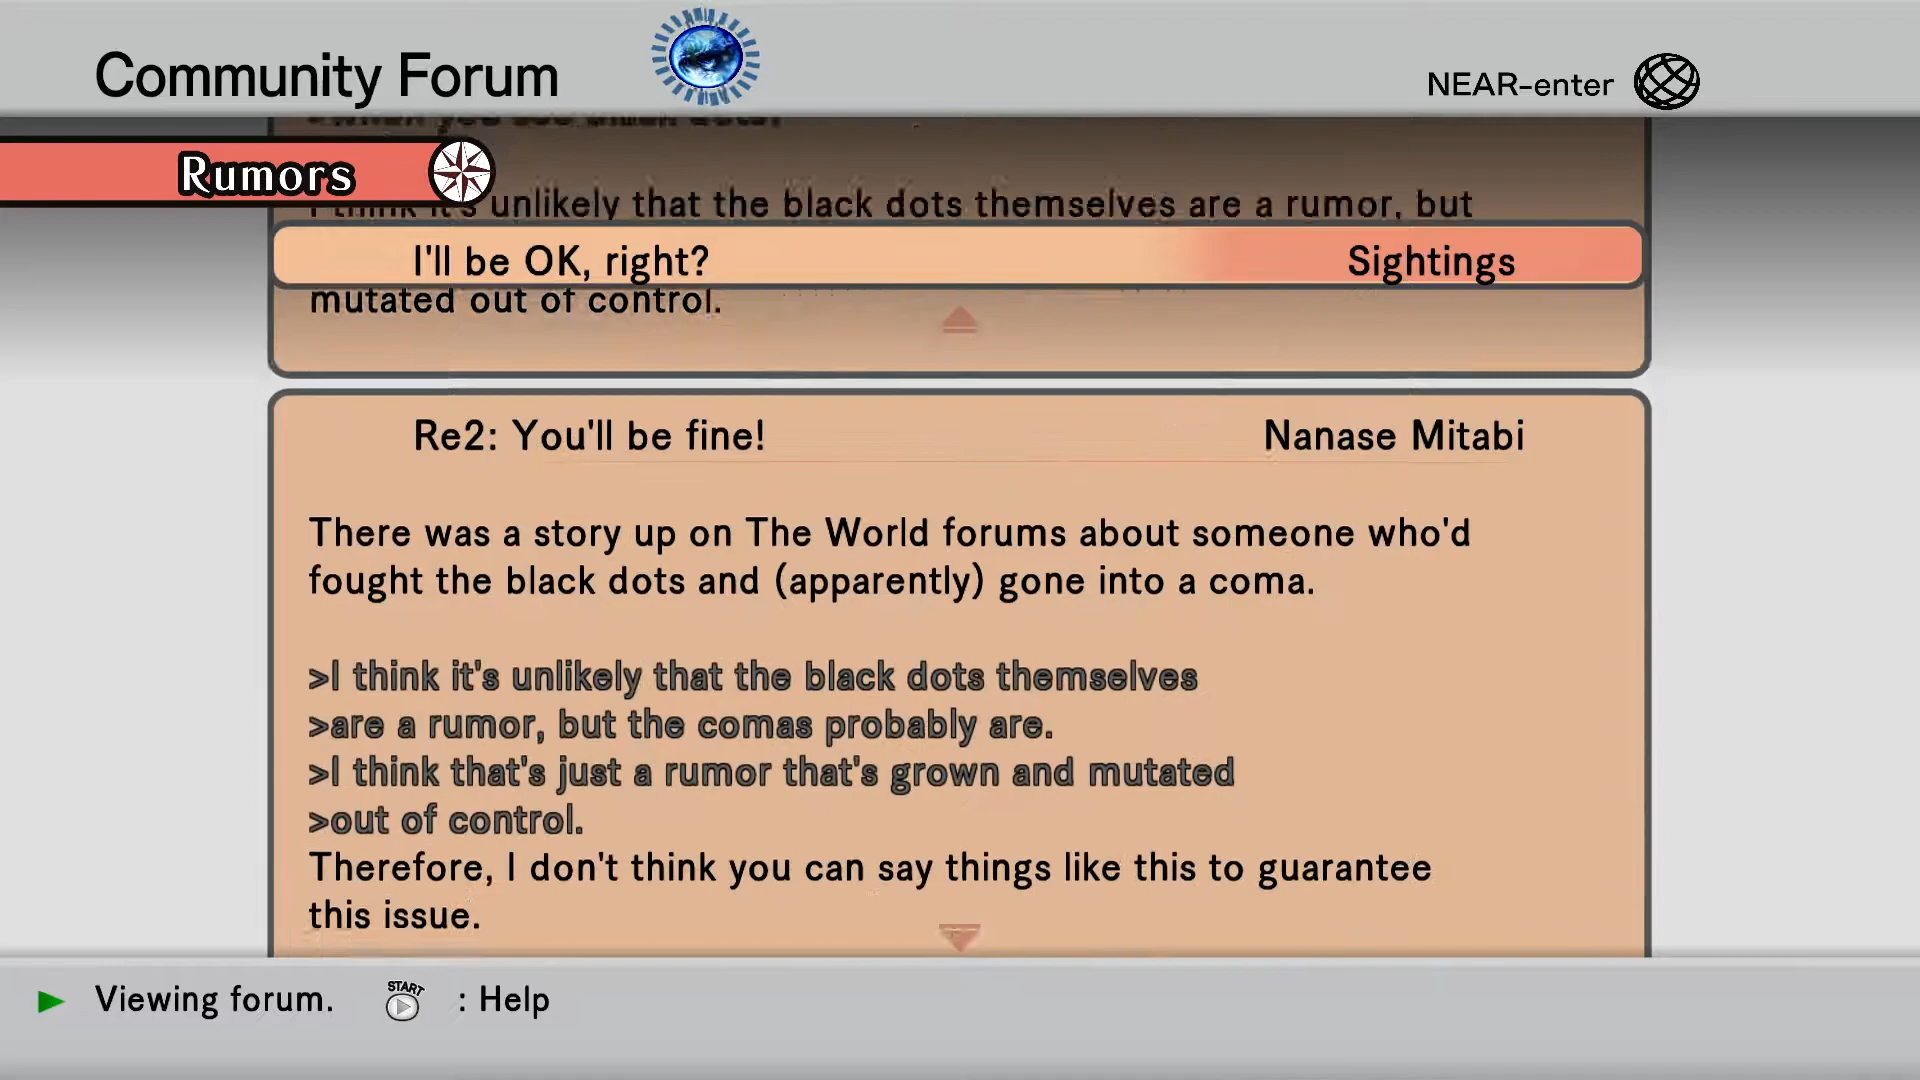 Community Forum
NEAR-enter
Rumors
I think it's unlikely that the black dots themselves are a rumor, but
I'll be OK, right?
Sightings
mutated out of control.
Re2: You'll be fine!
Nanase Mitabi
There was a story up on The World forums about someone who'd
fought the black dots and (apparently) gone into a coma.
>I think it's unlikely that the black dots themselves
>are a rumor, but the comas probably are.
>I think that's just a rumor that's grown and mutated
>out of control.
Therefore, I don't think you can say things like this to guarantee
this issue.
Viewing forum.
START
: Help